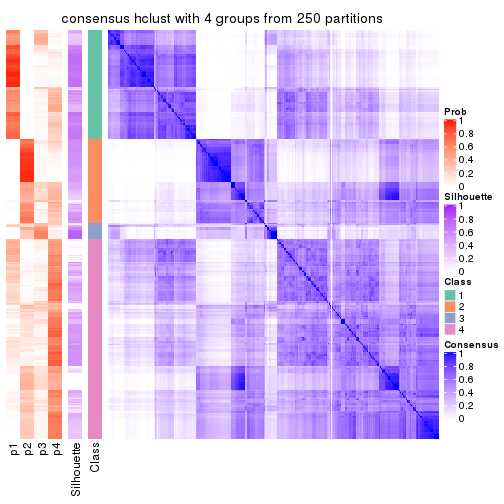 consensus hclust with 4 groups from 250 partitions
Prob
1
0.8
0.6
0.4
0.2
0
Silhouette
1
0.8
0.6
0.4
0.2
0
Class
1
2
3
4
Consensus
1
0.8
0.6
0.4
0.2
0
p1
p2
p3
p4
Silhouette
Class